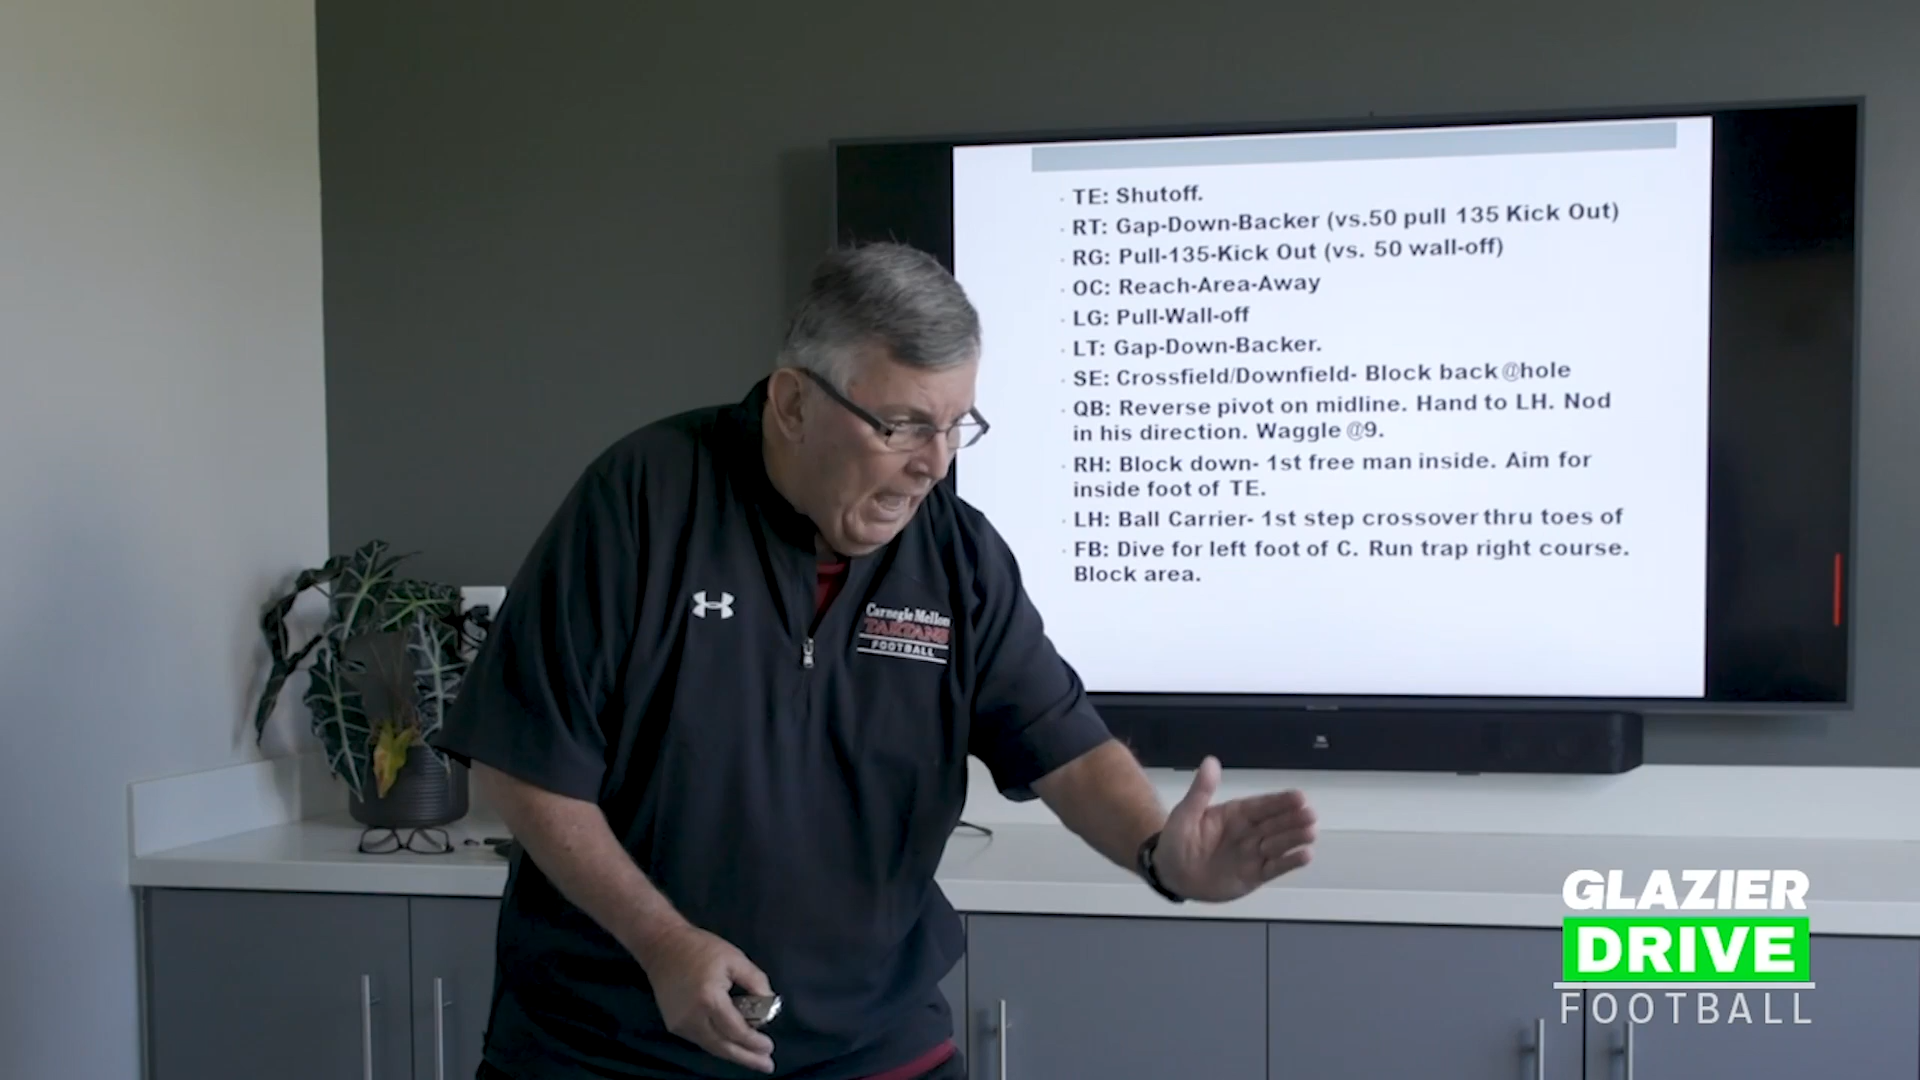 TE: Shutoff.
RT: Gap-Down-Backer (vs.50 pull 135 Kick Out)
RG: Pull-135-Kick Out (vs. 50 wall-off)
OC: Reach-Area-Away
LG: Pull-Wall-off
LT: Gap-Down-Backer.
SE: Crossfield/Downfield- Block back@hole
QB: Reverse pivot on midline. Hand to LH. Nod
in his direction. Waggle @9.
RH: Block down- 1st free man inside. Aim for
inside foot of TE.
LH: Ball Carrier- 1st step crossover thru toes of
FB: Dive for left foot of C. Run trap right course.
Block area.
Carnegie Mellon
TARTANS
FOOTBALL
JBL
GLAZIER
DRIVE
FOOTBALL